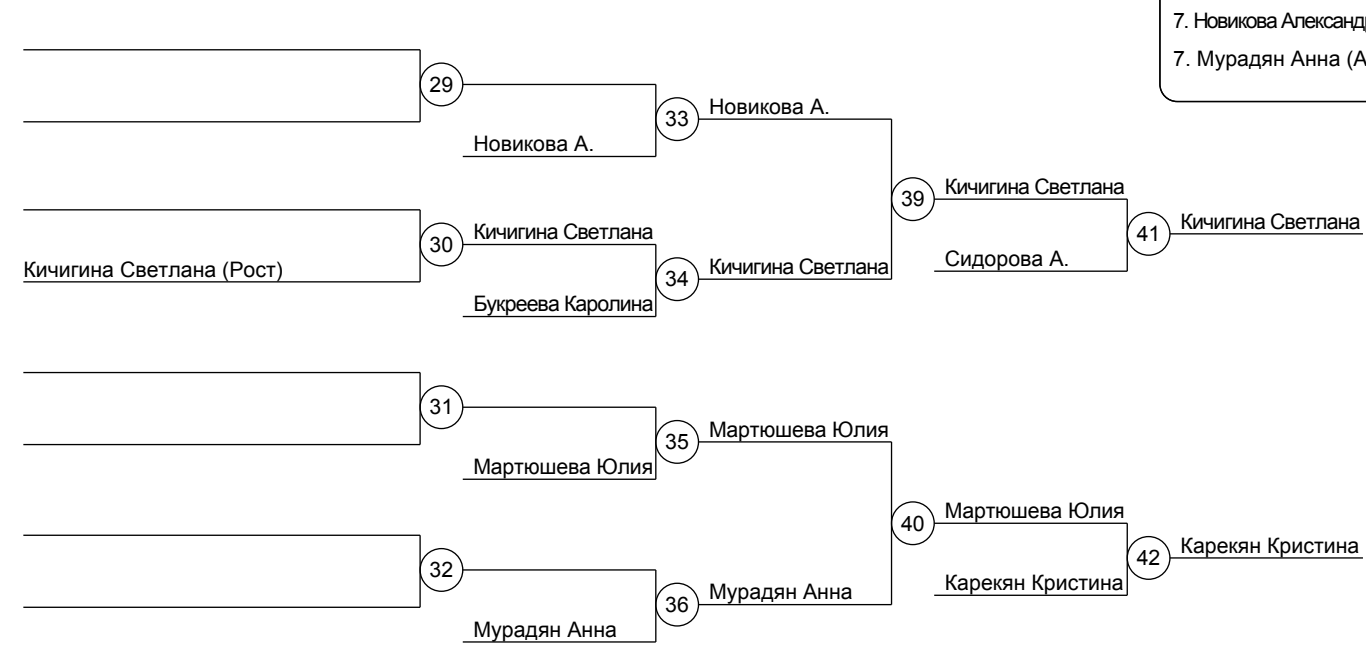 7. Новикова Александ
7. Мурадян Анна (А
29
Новикова А.
33
Новикова А.
30
Кичигина Светлана (Рост)
Кичигина Светлана
Букреева Каролина
34
Кичигина Светлана
39
Кичигина Светлана
Сидорова А.
41
Кичигина Светлана
31
Мартюшева Юлия
35
Мартюшева Юлия
32
Мурадян Анна
36
Мурадян Анна
40
Мартюшева Юлия
Карекян Кристина
42
Карекян Кристина